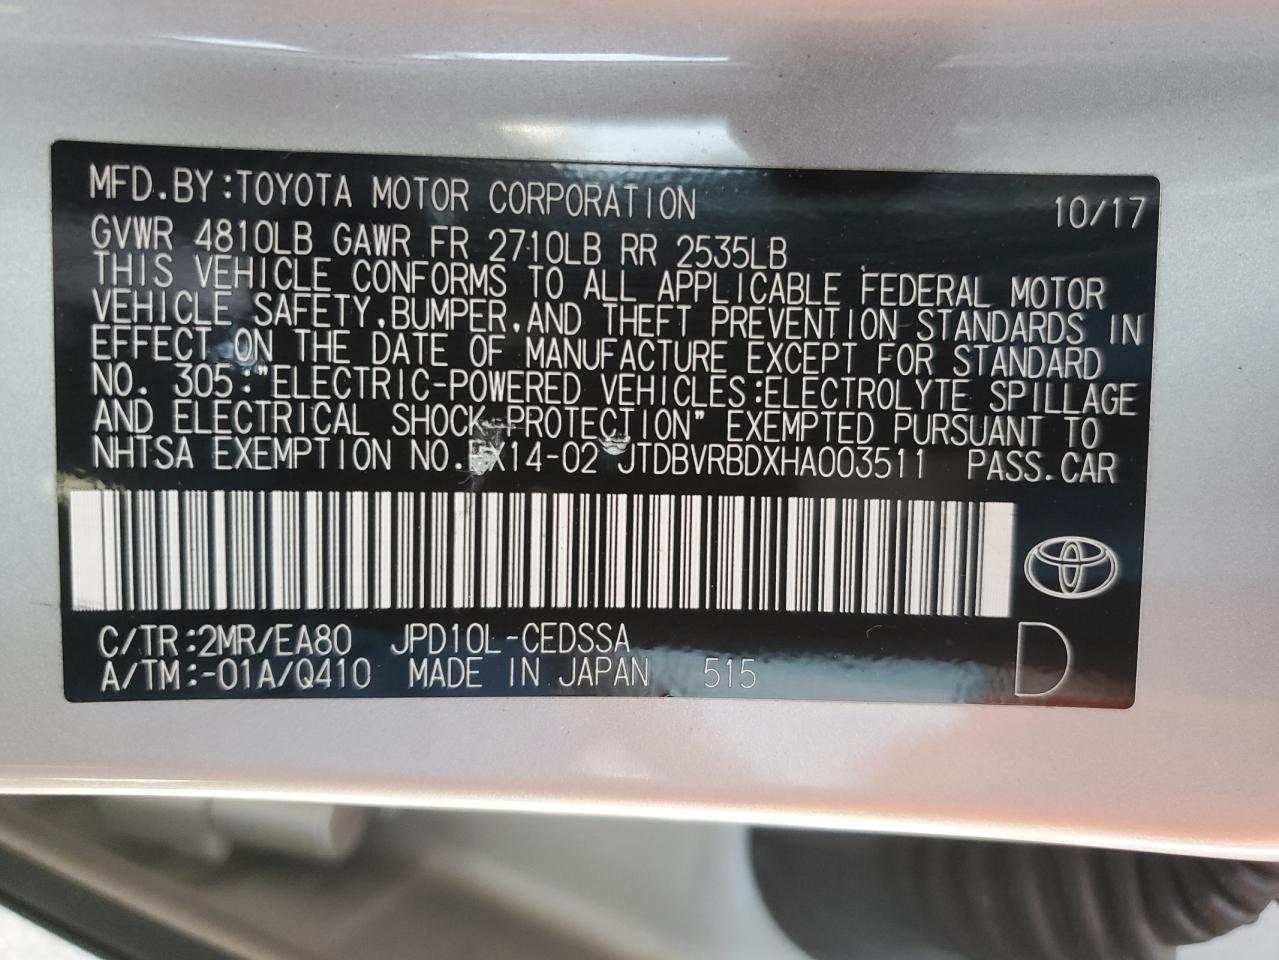 MFD.BY:TOYOTA MOTOR CORPORATION 10/17
GVWR 4810LB GAWR FR 2710LB RR 2535LB
THIS VEHICLE CONFORMS TO ALL APPLICABLE FEDERAL MOTOR
VEHICLE SAFETY,BUMPER,AND THEFT PREVENTION STANDARDS IN
EFFECT ON THE DATE OF MANUFACTURE EXCEPT FOR STANDARD
NO. 305:"ELECTRIC-POWERED VEHICLES:ELECTROLYTE SPILLAGE
AND ELECTRICAL SHOCK PROTECTION" EXEMPTED PURSUANT TO
NHTSA EXEMPTION NO. EX14-02 JTDBVRBDXHA003511 PASS.CAR
C/TR:2MR/EA80 JPD10L-CEDSSA
A/TM:-01A/Q410 MADE IN JAPAN 515
D